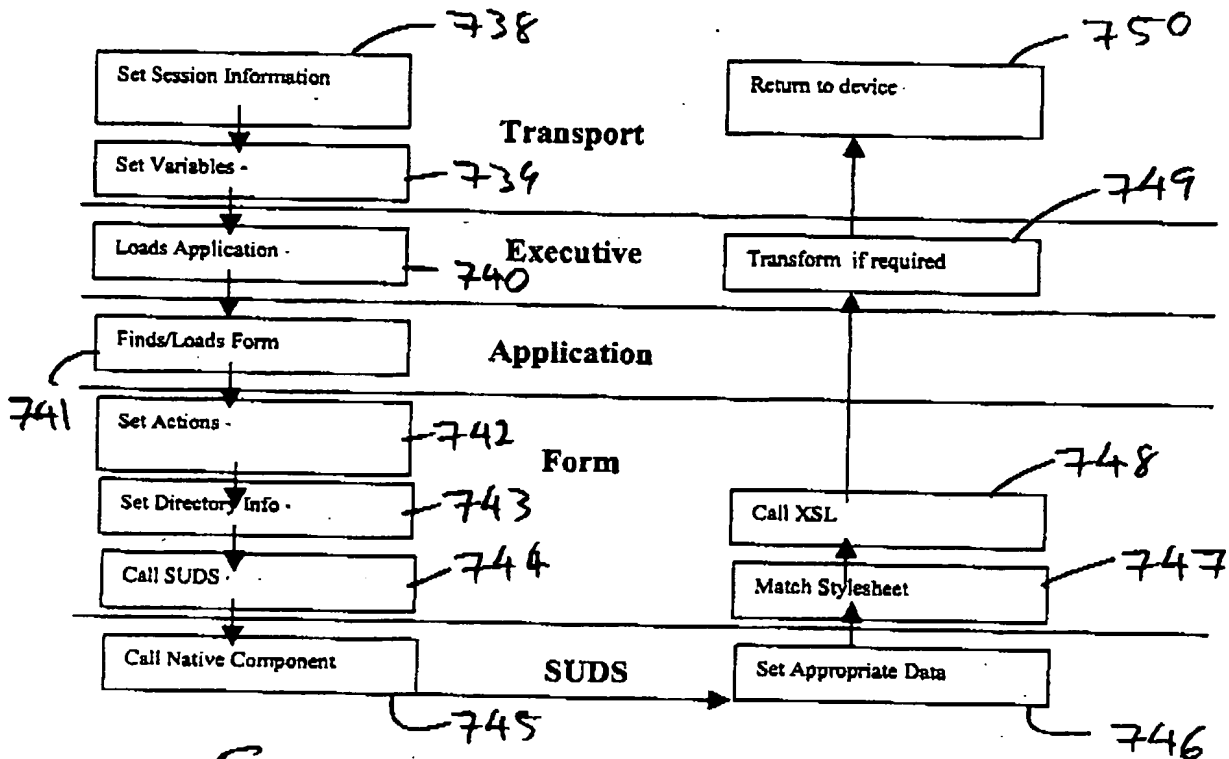 738
750
Set Session Information
Return to device
Transport
Set Variables -
739
749
Loads Application -
Executive
Transform if required
740
Finds/Loads Form
Application
741
Set Actions -
742
Form
748
Set Directory Info -
743
Call XSL
Call SUDS -
744
Match Stylesheet
747
Call Native Component
SUDS
Set Appropriate Data
745
746